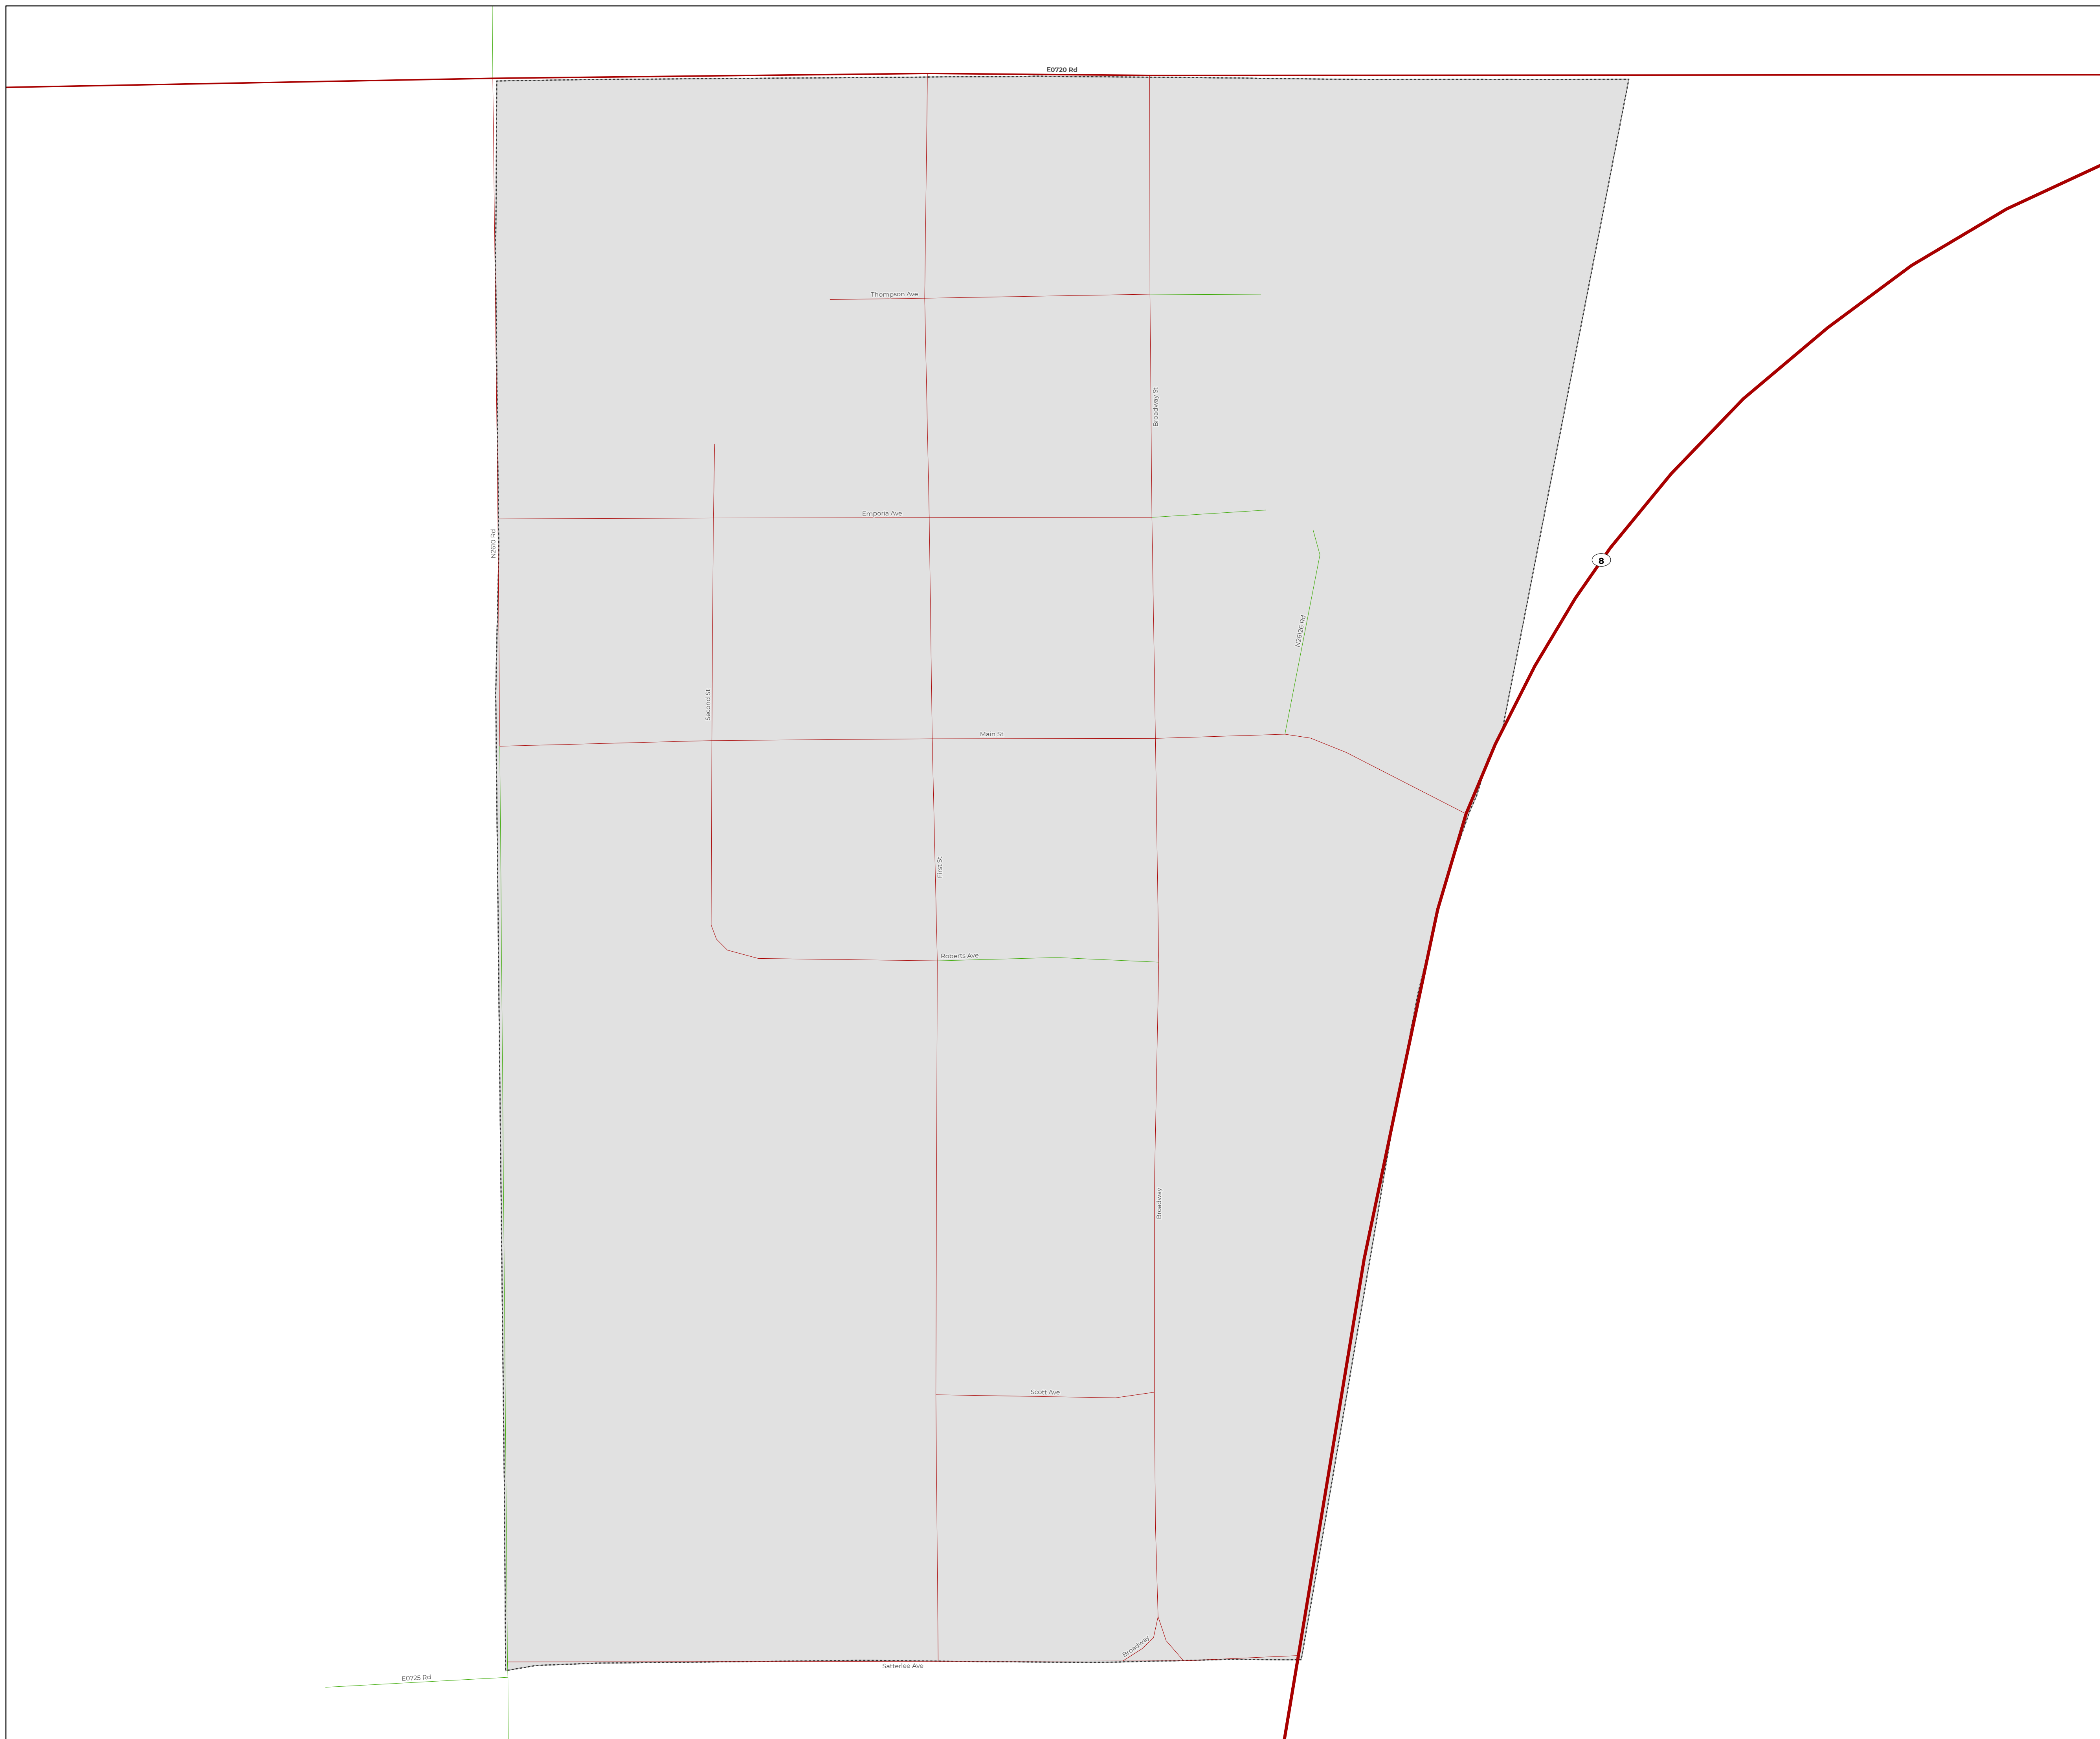 E0720 Rd
Thompson Ave
Broadway St
Emporia Ave
N2610 Rd
8
N26126 Rd
Second St
Main St
First St
Roberts Ave
Broadway
Scott Ave
Broadway
Satterlee Ave
E0725 Rd